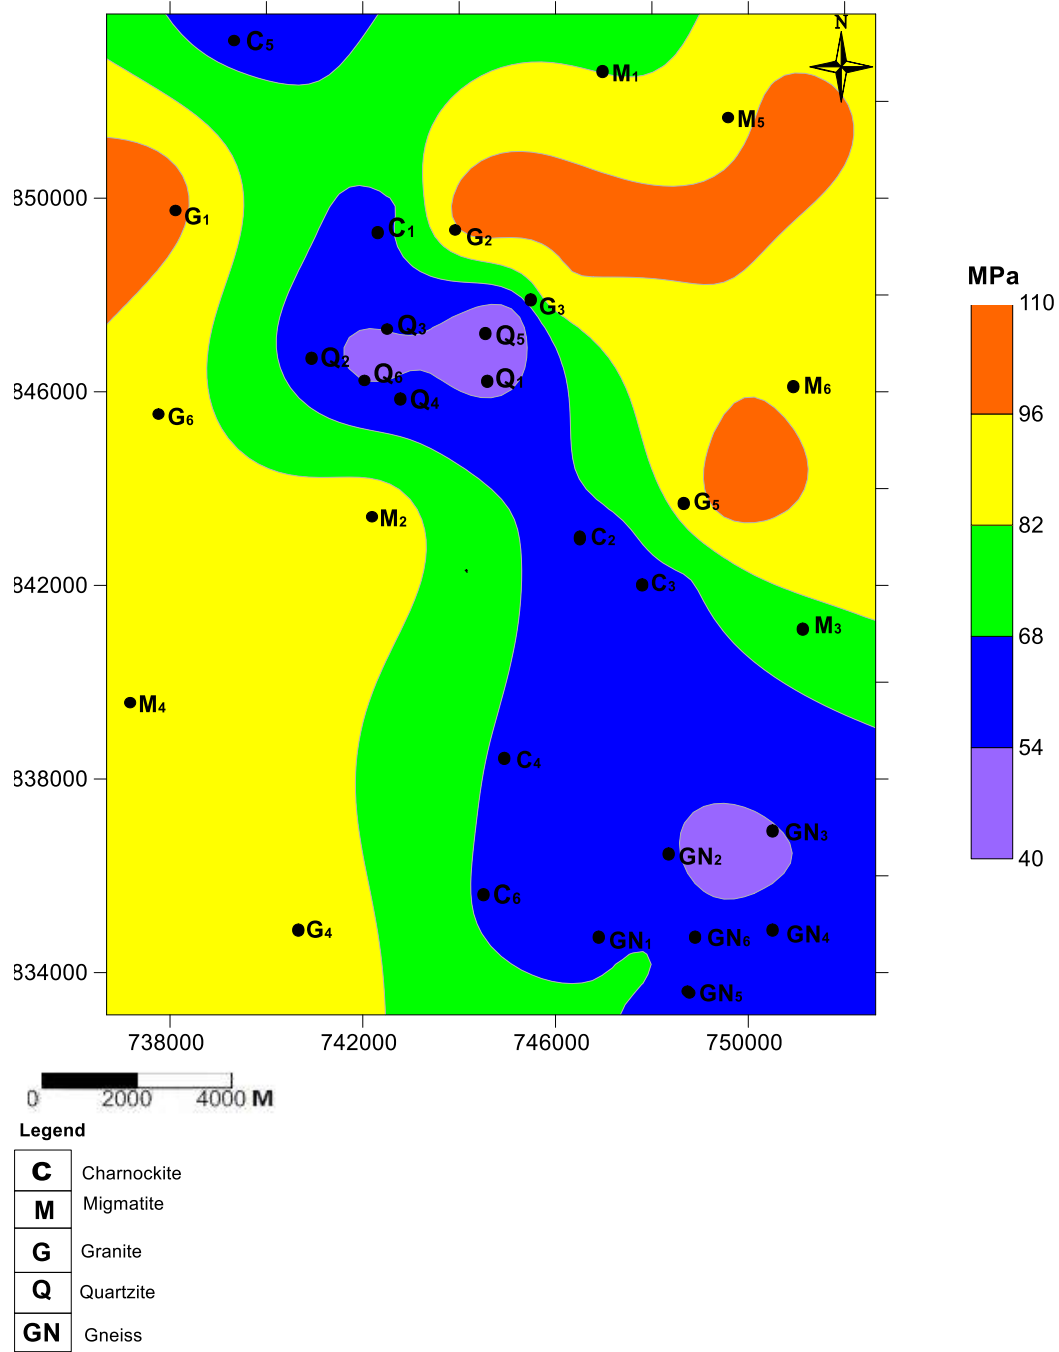 N
C5
M1
M5
850000
G1
C1
G2
MPa
110
G3
Q3
Q5
Q2
Q6
Q1
M6
846000
Q4
96
G6
G5
M2
82
C2
842000
C3
M3
68
M4
54
C4
838000
GN3
GN2
40
C6
G4
GN1
GN6
GN4
834000
GN5
738000 742000 746000 750000
0 2000 4000 M
Legend
C Charnockite
M Migmatite
G Granite
Q Quartzite
GN Gneiss